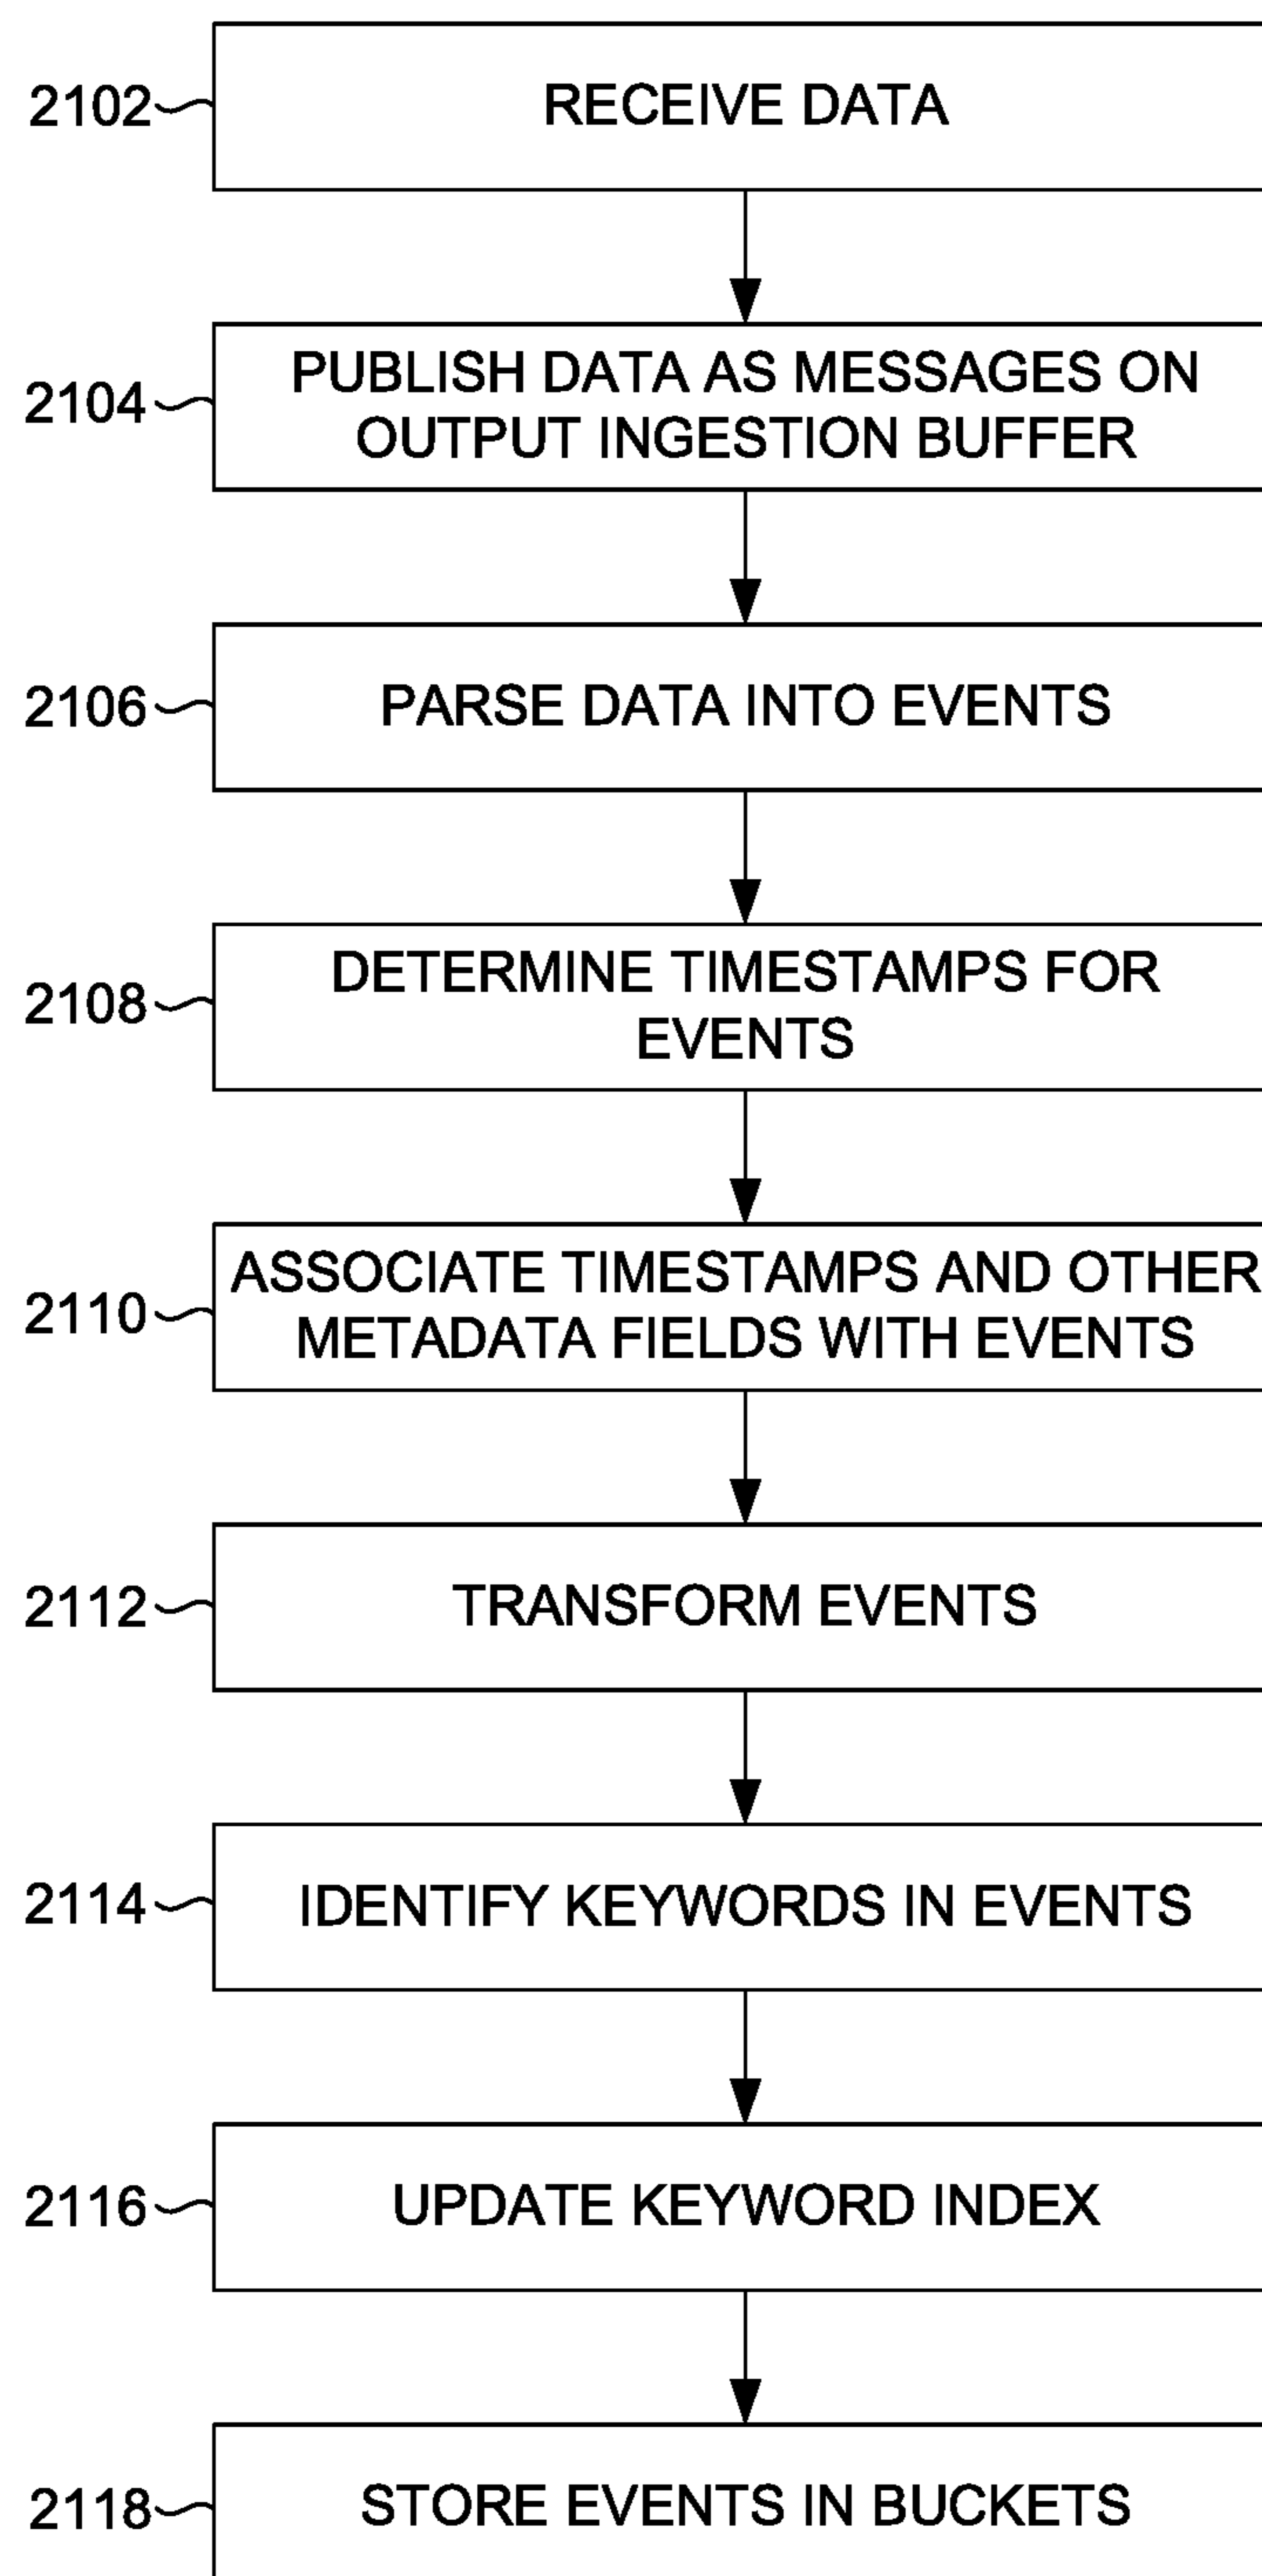 2102
RECEIVE DATA
2104
PUBLISH DATA AS MESSAGES ON
OUTPUT INGESTION BUFFER
2106
PARSE DATA INTO EVENTS
2108
DETERMINE TIMESTAMPS FOR
EVENTS
2110
ASSOCIATE TIMESTAMPS AND OTHER
METADATA FIELDS WITH EVENTS
2112
TRANSFORM EVENTS
2114
IDENTIFY KEYWORDS IN EVENTS
2116
UPDATE KEYWORD INDEX
2118
STORE EVENTS IN BUCKETS